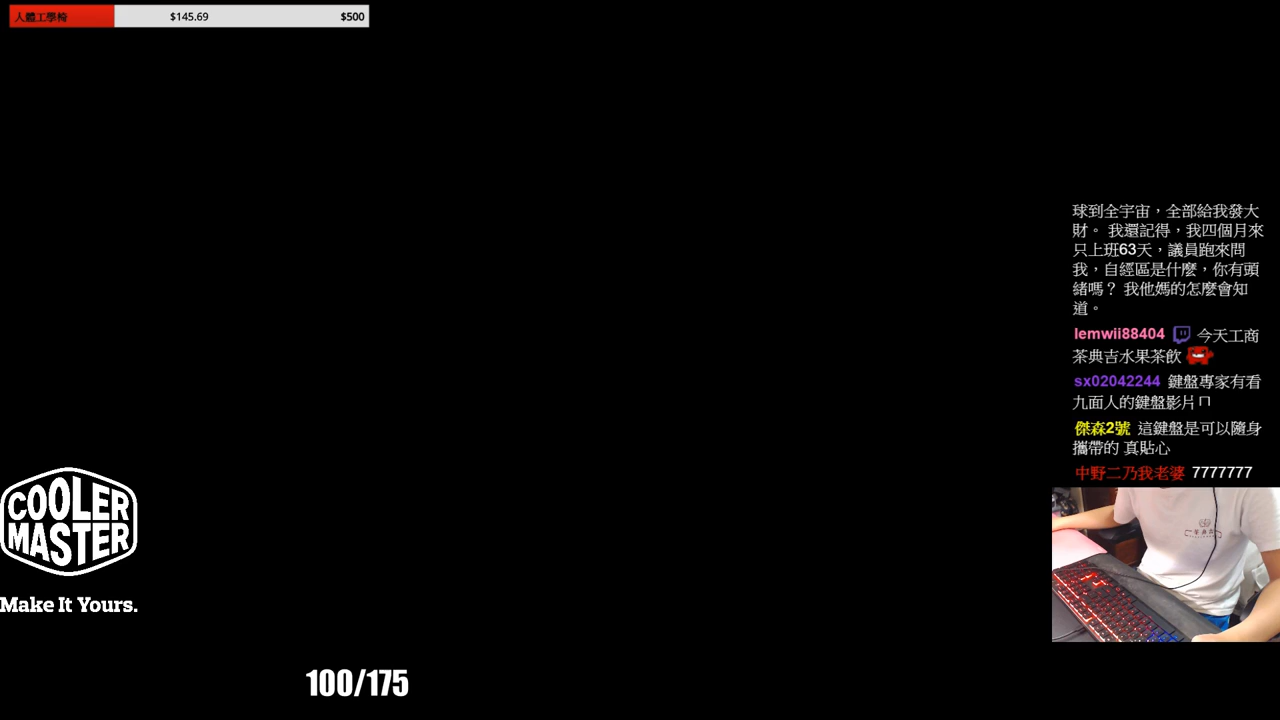 人體工學椅 $145.69 $500
球到全宇宙，全部給我發大
財。 我還記得，我四個月來
只上班63天，議員跑來問
我，自經區是什麼，你有頭
緒嗎？ 我他媽的怎麼會知
道。
lemwii88404 今天工商
茶典吉水果茶飲
sx02042244 鍵盤專家有看
九面人的鍵盤影片ㄇ
傑森2號 這鍵盤是可以隨身
攜帶的 真貼心
中野二乃我老婆 7777777
COOLER
MASTER
Make It Yours.
100/175